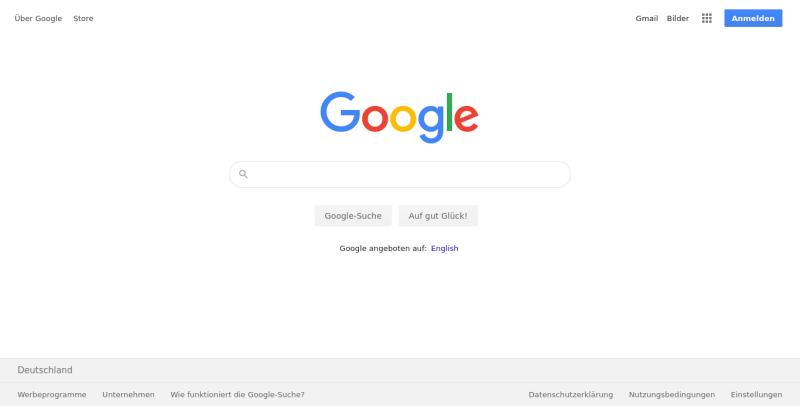 Über Google Store Gmail Bilder Anmelden
Google
Google-Suche Auf gut Glück!
Google angeboten auf: English
Deutschland
Werbeprogramme Unternehmen Wie funktioniert die Google-Suche? Datenschutzerklärung Nutzungsbedingungen Einstellungen